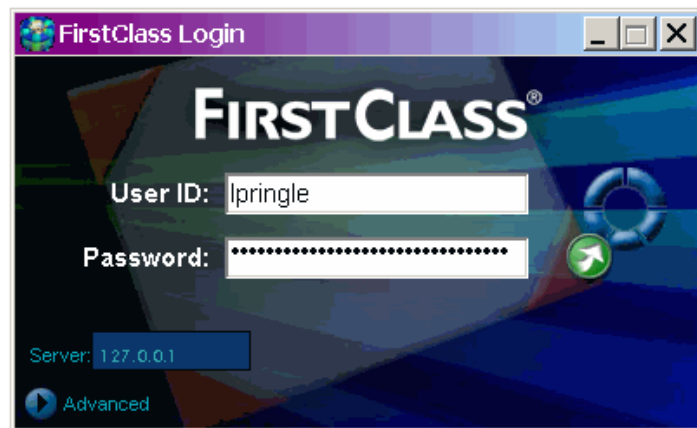 FirstClass Login
FIRSTCLASS®
User ID: lpringle
Password: ••••••••••••••••••••••••••••••••
Server: 127.0.0.1
Advanced